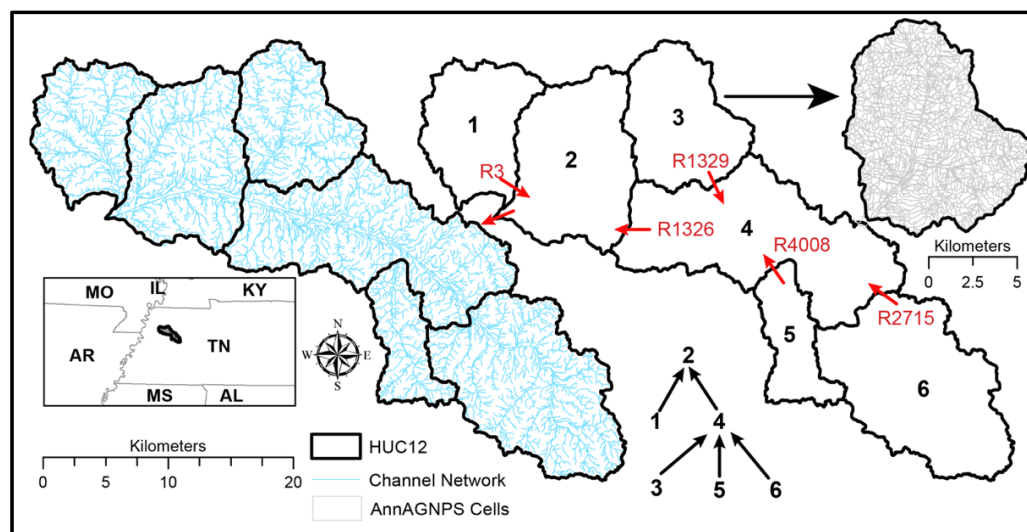 1
2
3
R3
R1329
R1326
4
R4008
Kilometers
0 2.5 5
R2715
5
6
MO
IL
KY
AR
TN
MS
AL
N
W
E
S
2
1
4
3
5
6
Kilometers
0 5 10 20
HUC12
Channel Network
AnnAGNPS Cells